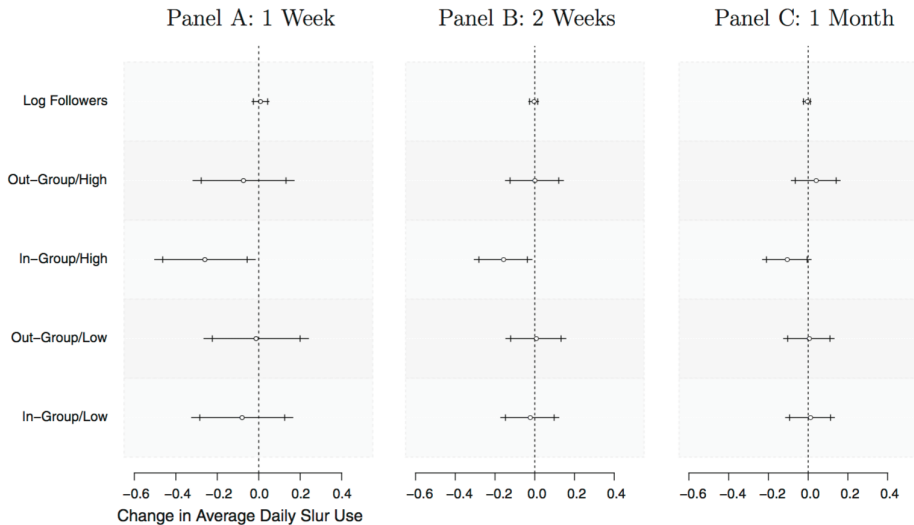 Panel A: 1 Week
Panel B: 2 Weeks
Panel C: 1 Month
Log Followers
Out−Group/High
In−Group/High
Out−Group/Low
In−Group/Low
−0.6 −0.4 −0.2 0.0 0.2 0.4
−0.6 −0.4 −0.2 0.0 0.2 0.4
−0.6 −0.4 −0.2 0.0 0.2 0.4
Change in Average Daily Slur Use